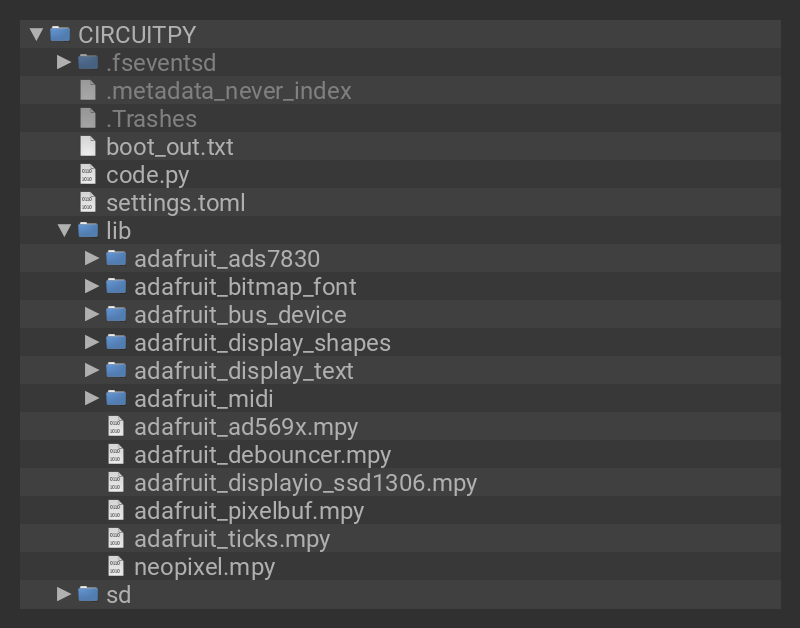 CIRCUITPY
.fseventsd
.metadata_never_index
.Trashes
boot_out.txt
code.py
settings.toml
lib
adafruit_ads7830
adafruit_bitmap_font
adafruit_bus_device
adafruit_display_shapes
adafruit_display_text
adafruit_midi
adafruit_ad569x.mpy
adafruit_debouncer.mpy
adafruit_displayio_ssd1306.mpy
adafruit_pixelbuf.mpy
adafruit_ticks.mpy
neopixel.mpy
sd